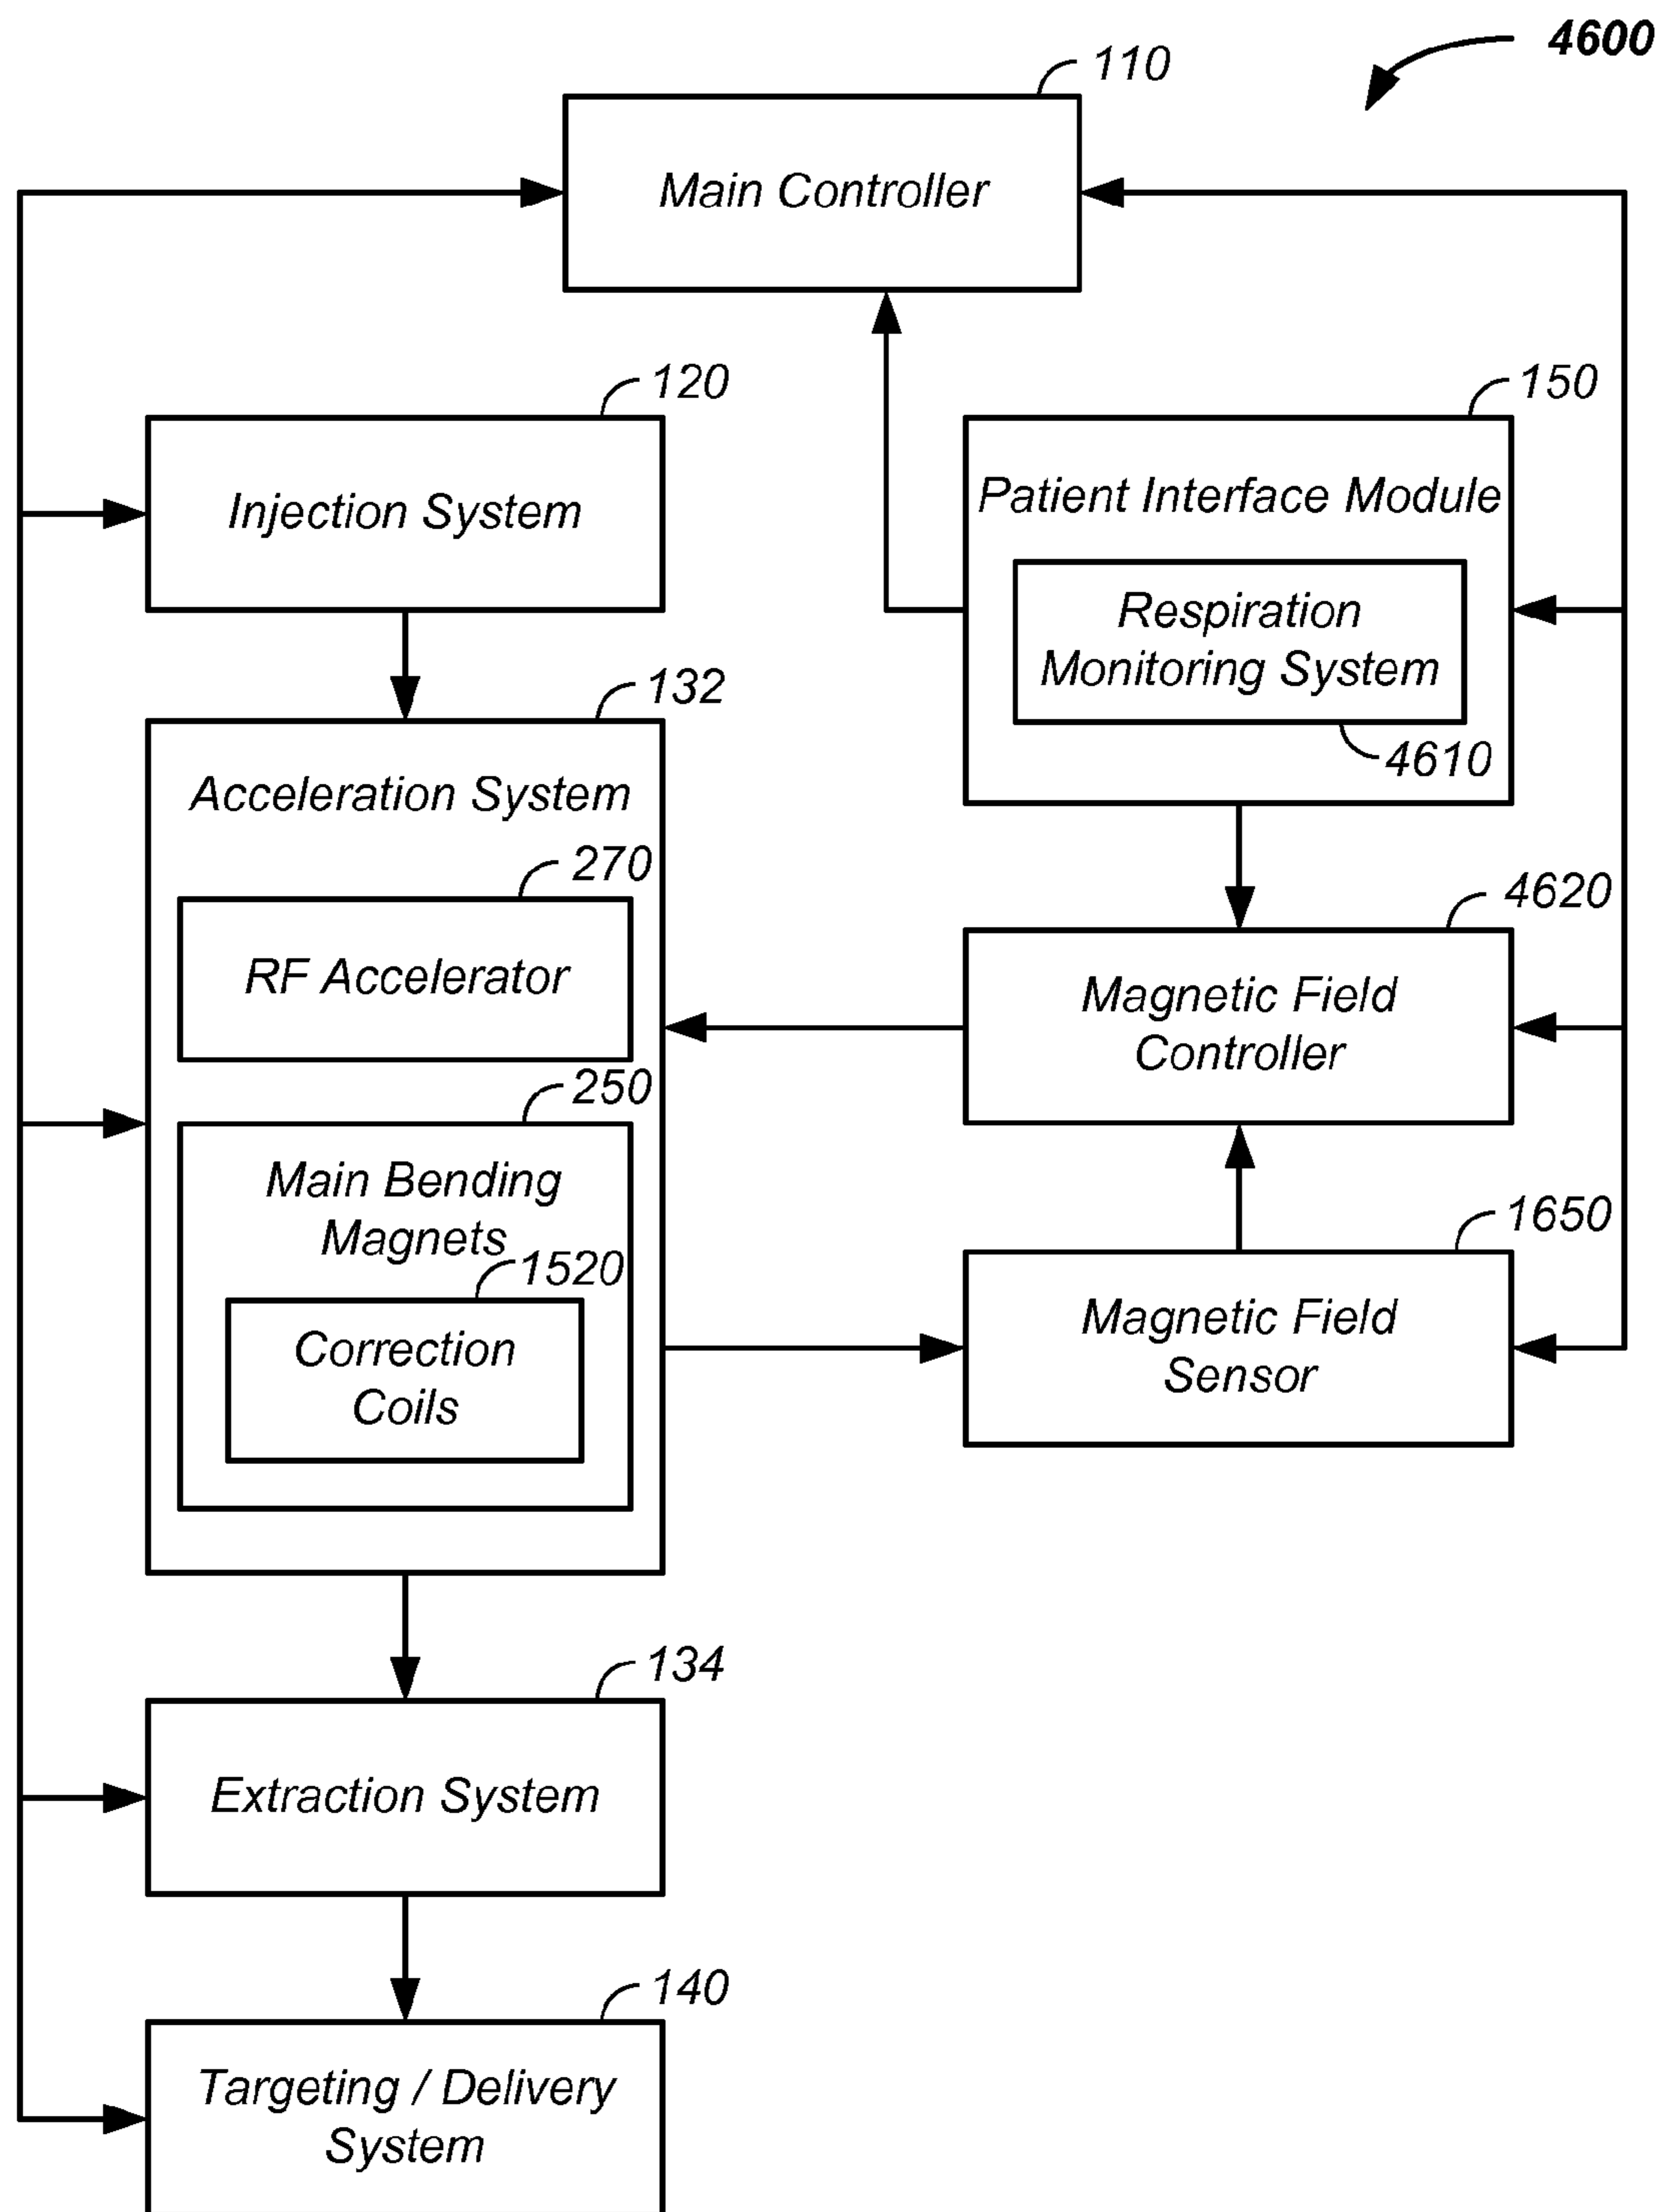 4600
110
Main Controller
120
Injection System
150
Patient Interface Module
Respiration
Monitoring System
4610
132
Acceleration System
270
RF Accelerator
250
Main Bending
Magnets
1520
Correction
Coils
4620
Magnetic Field
Controller
1650
Magnetic Field
Sensor
134
Extraction System
140
Targeting / Delivery
System